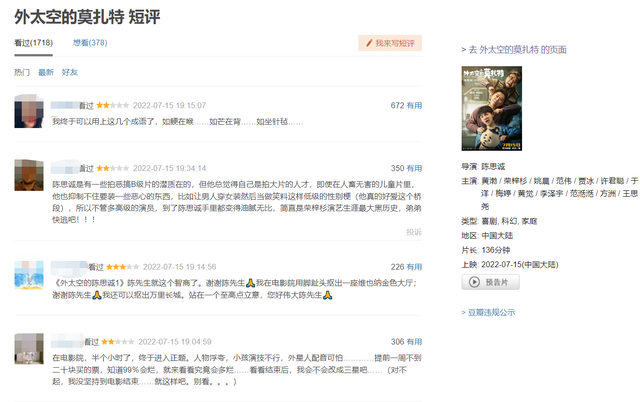 外太空的莫扎特 短评
看过(1718) 想看(378) 我来写短评
热门 最新 好友
看过 2022-07-15 19:15:07 672 有用
我终于可以用上这几个成语了，如鲠在喉……如芒在背……如坐针毡……
看过 2022-07-15 19:34:14 350 有用
陈思诚是有一些拍恶搞B级片的潜质在的，但他总觉得自己是拍大片的人才，即使在人畜无害的儿童片里，
他也抑制不住要装一些恶心的东西，比如让男人穿女装然后当做笑料这样低级的性别梗（他真的好爱这个桥
段），所以不管多高级的演员，到了陈思诚手里都变得油腻无比，简直是荣梓杉演艺生涯最大黑历史，弟弟
快逃吧！！！
投诉
看过 2022-07-15 19:14:56 226 有用
《外太空的陈思诚1》陈先生就这个智商了。谢谢陈先生🙏我在电影院用脚趾头抠出一座维也纳金色大厅；
谢谢陈先生🙏我还可以抠出万里长城。站在一个至高点立意，您好伟大陈先生🙏
看过 2022-07-15 19:04:59 306 有用
在电影院，半个小时了，终于进入正题。人物浮夸，小孩演技不行，外星人配音可怕…………提前一周不到
二十块买的票，知道99％会烂，就来看看究竟会多烂……看看结束后，我会不会改成三星吧……（对不
起，我没坚持到电影结束……就这样吧。别看。。。）
> 去 外太空的莫扎特 的页面
外太空的莫扎特
7月15日
导演: 陈思诚
主演: 黄渤 / 荣梓杉 / 姚晨 / 范伟 / 贾冰 / 许君聪 / 于
洋 / 梅婷 / 黄觉 / 李泽宇 / 范湉湉 / 方洲 / 王思
尧
类型: 喜剧, 科幻, 家庭
地区: 中国大陆
片长: 136分钟
上映: 2022-07-15(中国大陆)
预告片
> 豆瓣违规公示